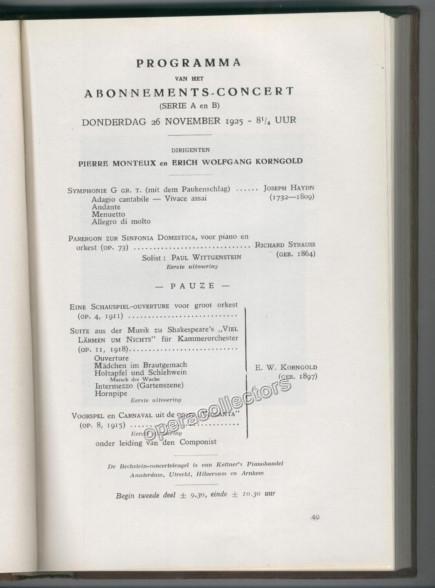 PROGRAMMA
VAN HET
ABONNEMENTS-CONCERT
(SERIE A en B)
DONDERDAG 26 NOVEMBER 1925 - 8¼ UUR
DIRIGENTEN
PIERRE MONTEUX en ERICH WOLFGANG KORNGOLD
SYMPHONIE G GR. T. (mit dem Paukenschlag) ...... JOSEPH HAYDN
Adagio cantabile — Vivace assai (1732—1809)
Andante
Menuetto
Allegro di molto
PARERGON ZUR SINFONIA DOMESTICA, voor piano en
orkest (OP. 73) .......................... RICHARD STRAUSS
Solist: PAUL WITTGENSTEIN (GEB. 1864)
Eerste uitvoering
— PAUZE —
EINE SCHAUSPIEL-OUVERTURE voor groot orkest
(OP. 4, 1911) ..........................
SUITE aus der Musik zu Shakespeare's „VIEL
LÄRMEN UM NICHTS" für Kammerorchester
(OP. 11, 1918)..........................
Ouverture
Mädchen im Brautgemach E. W. KORNGOLD
Holzapfel und Schlehwein (GEB. 1897)
Marsch der Wache
Intermezzo (Gartenszene)
Hornpipe
Eerste uitvoering
VOORSPEL en CARNAVAL uit de opera „VIOLANTA"
(OP. 8, 1915) ..........................
Eerste uitvoering
onder leiding van den Componist
De Bechstein-concertvleugel is van Kettner's Pianohandel
Amsterdam, Utrecht, Hilversum en Arnhem
Begin tweede deel ± 9.30, einde ± 10.30 uur
49
operacollectors